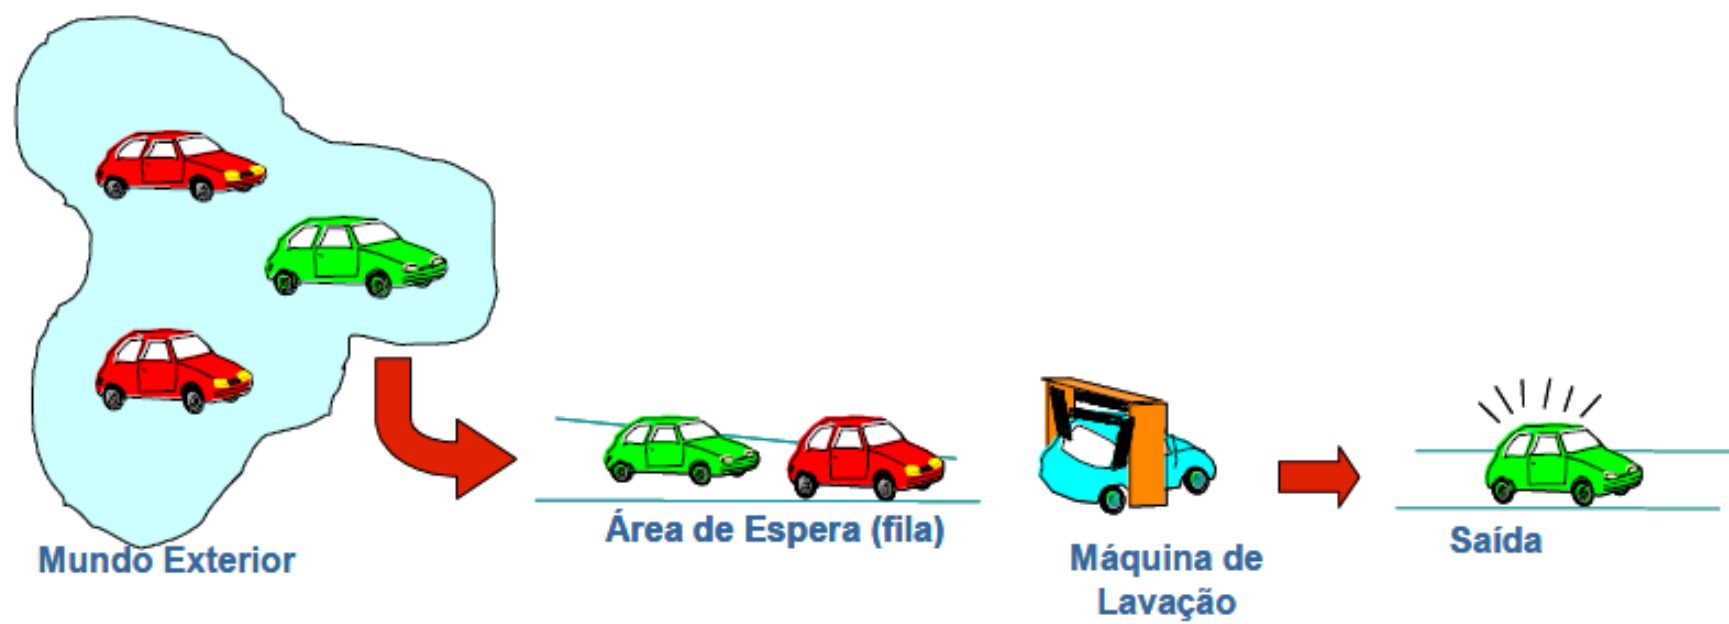 Mundo Exterior
Área de Espera (fila)
Máquina de
Lavação
Saída